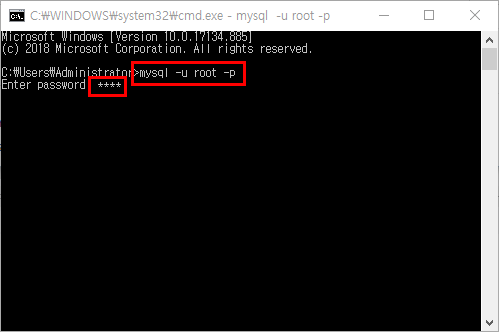 C:₩WINDOWS₩system32₩cmd.exe - mysql  -u root -p
Microsoft Windows [Version 10.0.17134.885]
(c) 2018 Microsoft Corporation. All rights reserved.
C:₩Users₩Administrator>mysql -u root -p
Enter password: ****